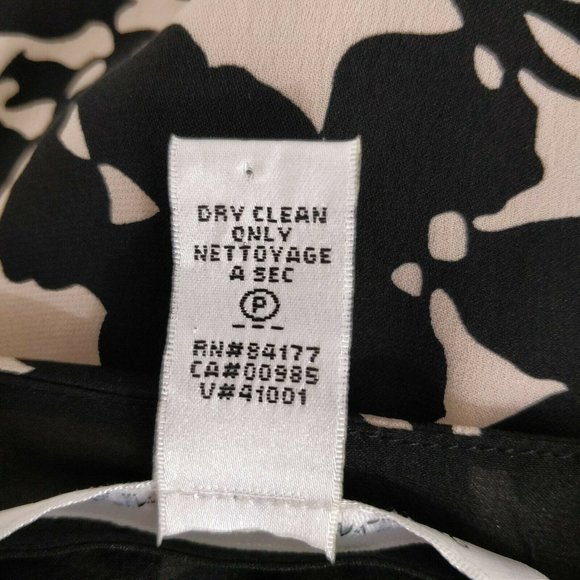 DRY CLEAN
ONLY
NETTOYAGE
A SEC
P
RN#84177
CA#00985
V#41001